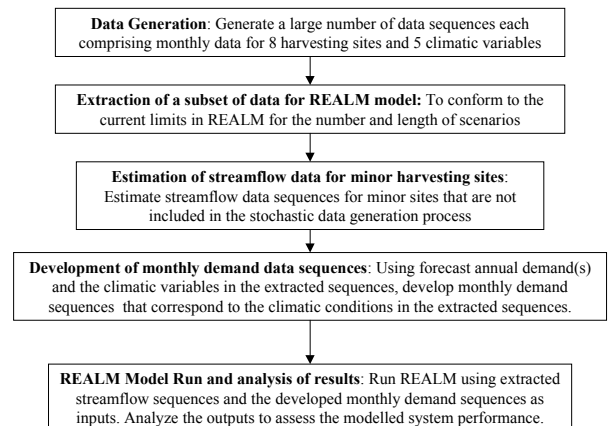 Data Generation: Generate a large number of data sequences each
comprising monthly data for 8 harvesting sites and 5 climatic variables
Extraction of a subset of data for REALM model: To conform to the
current limits in REALM for the number and length of scenarios
Estimation of streamflow data for minor harvesting sites:
Estimate streamflow data sequences for minor sites that are not
included in the stochastic data generation process
Development of monthly demand data sequences: Using forecast annual demand(s)
and the climatic variables in the extracted sequences, develop monthly demand
sequences that correspond to the climatic conditions in the extracted sequences.
REALM Model Run and analysis of results: Run REALM using extracted
streamflow sequences and the developed monthly demand sequences as
inputs. Analyze the outputs to assess the modelled system performance.